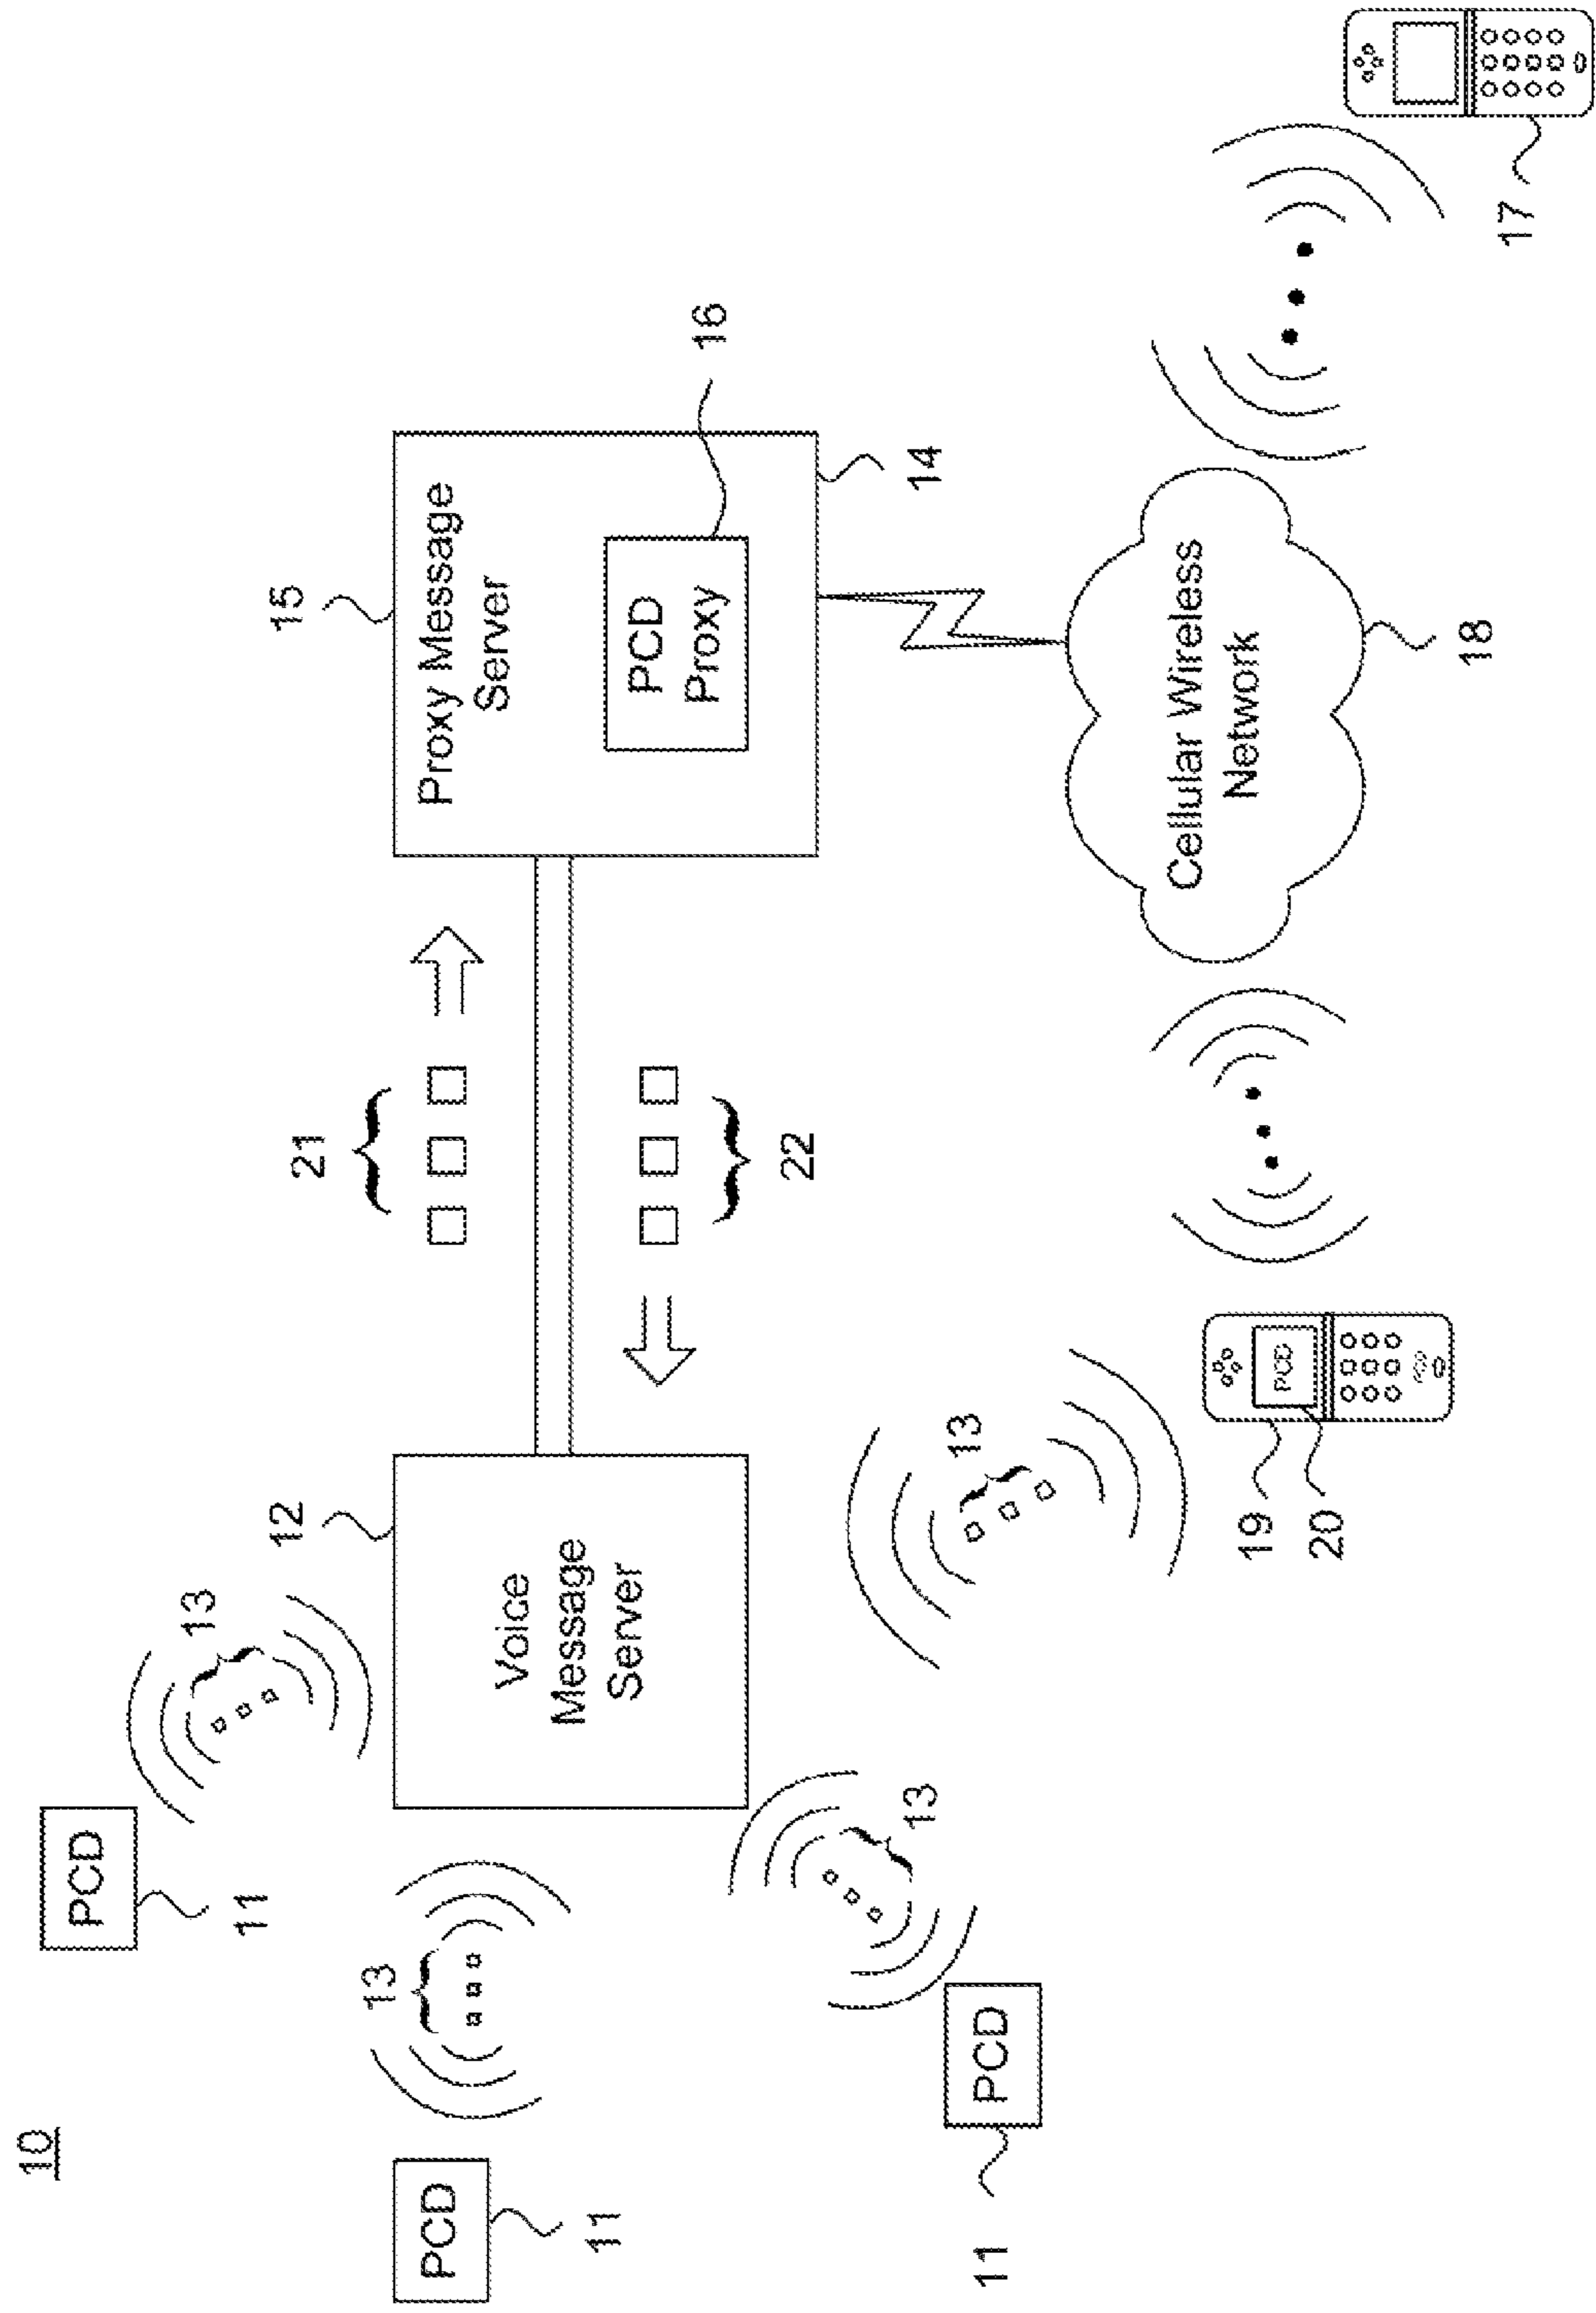 10
PCD
11
13
PCD
11
13
PCD
11
13
12
Voice
Message
Server
13
21
22
15
Proxy Message
Server
PCD
Proxy
16
14
19
20
PCD
Cellular Wireless
Network
18
17